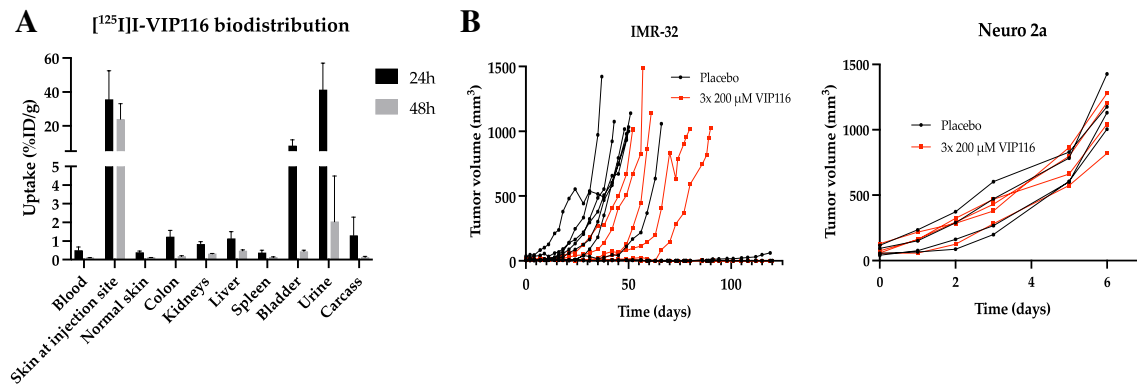 A
[¹²⁵I]I-VIP116 biodistribution
Uptake (%ID/g)
60
40
20
5
4
3
2
1
0
24h
48h
Blood
Skin at injection site
Normal skin
Colon
Kidneys
Liver
Spleen
Bladder
Urine
Carcass
B
IMR-32
Tumor volume (mm³)
1500
1000
500
0
Placebo
3x 200 µM VIP116
0
50
100
Time (days)
Neuro 2a
Tumor volume (mm³)
1500
1000
500
0
Placebo
3x 200 µM VIP116
0
2
4
6
Time (days)